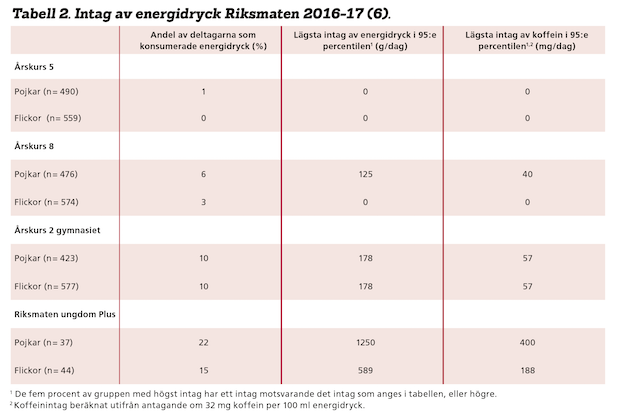 Tabell 2. Intag av energidryck Riksmaten 2016–17 (6).
Andel av deltagarna som konsumerade energidryck (%) Lägsta intag av energidryck i 95:e percentilen¹ (g/dag) Lägsta intag av koffein i 95:e percentilen¹,² (mg/dag)
Årskurs 5
Pojkar (n= 490) 1 0 0
Flickor (n= 559) 0 0 0
Årskurs 8
Pojkar (n= 476) 6 125 40
Flickor (n= 574) 3 0 0
Årskurs 2 gymnasiet
Pojkar (n= 423) 10 178 57
Flickor (n= 577) 10 178 57
Riksmaten ungdom Plus
Pojkar (n= 37) 22 1250 400
Flickor (n= 44) 15 589 188
¹ De fem procent av gruppen med högst intag har ett intag motsvarande det intag som anges i tabellen, eller högre.
² Koffeinintag beräknat utifrån antagande om 32 mg koffein per 100 ml energidryck.